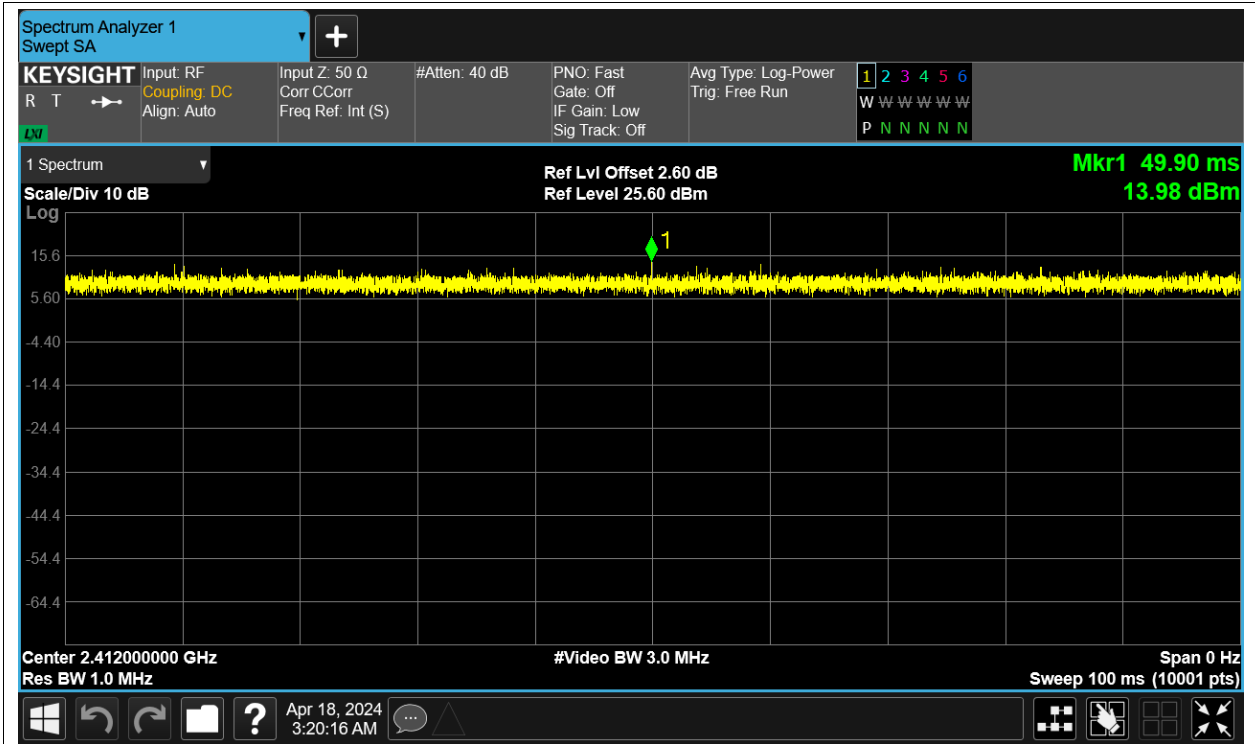 Spectrum Analyzer 1
Swept SA
+
KEYSIGHT
R T
LXI
Input: RF
Coupling: DC
Align: Auto
Input Z: 50 Ω
Corr CCorr
Freq Ref: Int (S)
#Atten: 40 dB
PNO: Fast
Gate: Off
IF Gain: Low
Sig Track: Off
Avg Type: Log-Power
Trig: Free Run
1 2 3 4 5 6
W W W W W W
P N N N N N
1 Spectrum
Scale/Div 10 dB
Log
Ref Lvl Offset 2.60 dB
Ref Level 25.60 dBm
Mkr1 49.90 ms
13.98 dBm
1
15.6
5.60
-4.40
-14.4
-24.4
-34.4
-44.4
-54.4
-64.4
Center 2.412000000 GHz
Res BW 1.0 MHz
#Video BW 3.0 MHz
Span 0 Hz
Sweep 100 ms (10001 pts)
?
Apr 18, 2024
3:20:16 AM